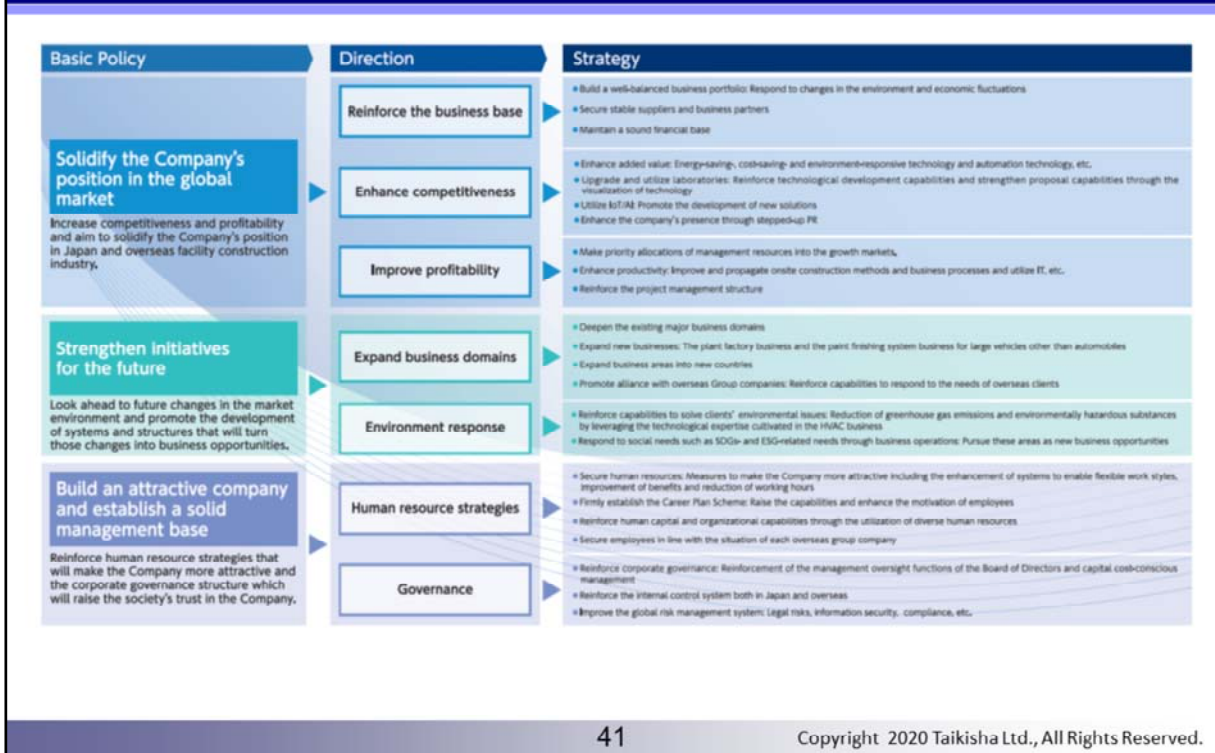 Basic Policy
Direction
Strategy
Solidify the Company's
position in the global
market
Increase competitiveness and profitability
and aim to solidify the Company's position
in Japan and overseas facility construction
industry.
Reinforce the business base
• Build a well-balanced business portfolio: Respond to changes in the environment and economic fluctuations
• Secure stable suppliers and business partners
• Maintain a sound financial base
Enhance competitiveness
• Enhance added value: Energy-saving-, cost-saving- and environment-responsive technology and automation technology, etc.
• Upgrade and utilize laboratories: Reinforce technological development capabilities and strengthen proposal capabilities through the
visualization of technology
• Utilize IoT/AI: Promote the development of new solutions
• Enhance the company's presence through stepped-up PR
Improve profitability
• Make priority allocations of management resources into the growth markets.
• Enhance productivity: Improve and propagate onsite construction methods and business processes and utilize IT, etc.
• Reinforce the project management structure
Strengthen initiatives
for the future
Look ahead to future changes in the market
environment and promote the development
of systems and structures that will turn
those changes into business opportunities.
Expand business domains
• Deepen the existing major business domains
• Expand new businesses: The plant factory business and the paint finishing system business for large vehicles other than automobiles
• Expand business areas into new countries
• Promote alliance with overseas Group companies: Reinforce capabilities to respond to the needs of overseas clients
Environment response
• Reinforce capabilities to solve clients' environmental issues: Reduction of greenhouse gas emissions and environmentally hazardous substances
by leveraging the technological expertise cultivated in the HVAC business
• Respond to social needs such as SDGs- and ESG-related needs through business operations: Pursue these areas as new business opportunities
Build an attractive company
and establish a solid
management base
Reinforce human resource strategies that
will make the Company more attractive and
the corporate governance structure which
will raise the society's trust in the Company.
Human resource strategies
• Secure human resources: Measures to make the Company more attractive including the enhancement of systems to enable flexible work styles,
improvement of benefits and reduction of working hours
• Firmly establish the Career Plan Scheme: Raise the capabilities and enhance the motivation of employees
• Reinforce human capital and organizational capabilities through the utilization of diverse human resources
• Secure employees in line with the situation of each overseas group company
Governance
• Reinforce corporate governance: Reinforcement of the management oversight functions of the Board of Directors and capital cost-conscious
management
• Reinforce the internal control system both in Japan and overseas
• Improve the global risk management system: Legal risks, information security, compliance, etc.
41
Copyright 2020 Taikisha Ltd., All Rights Reserved.